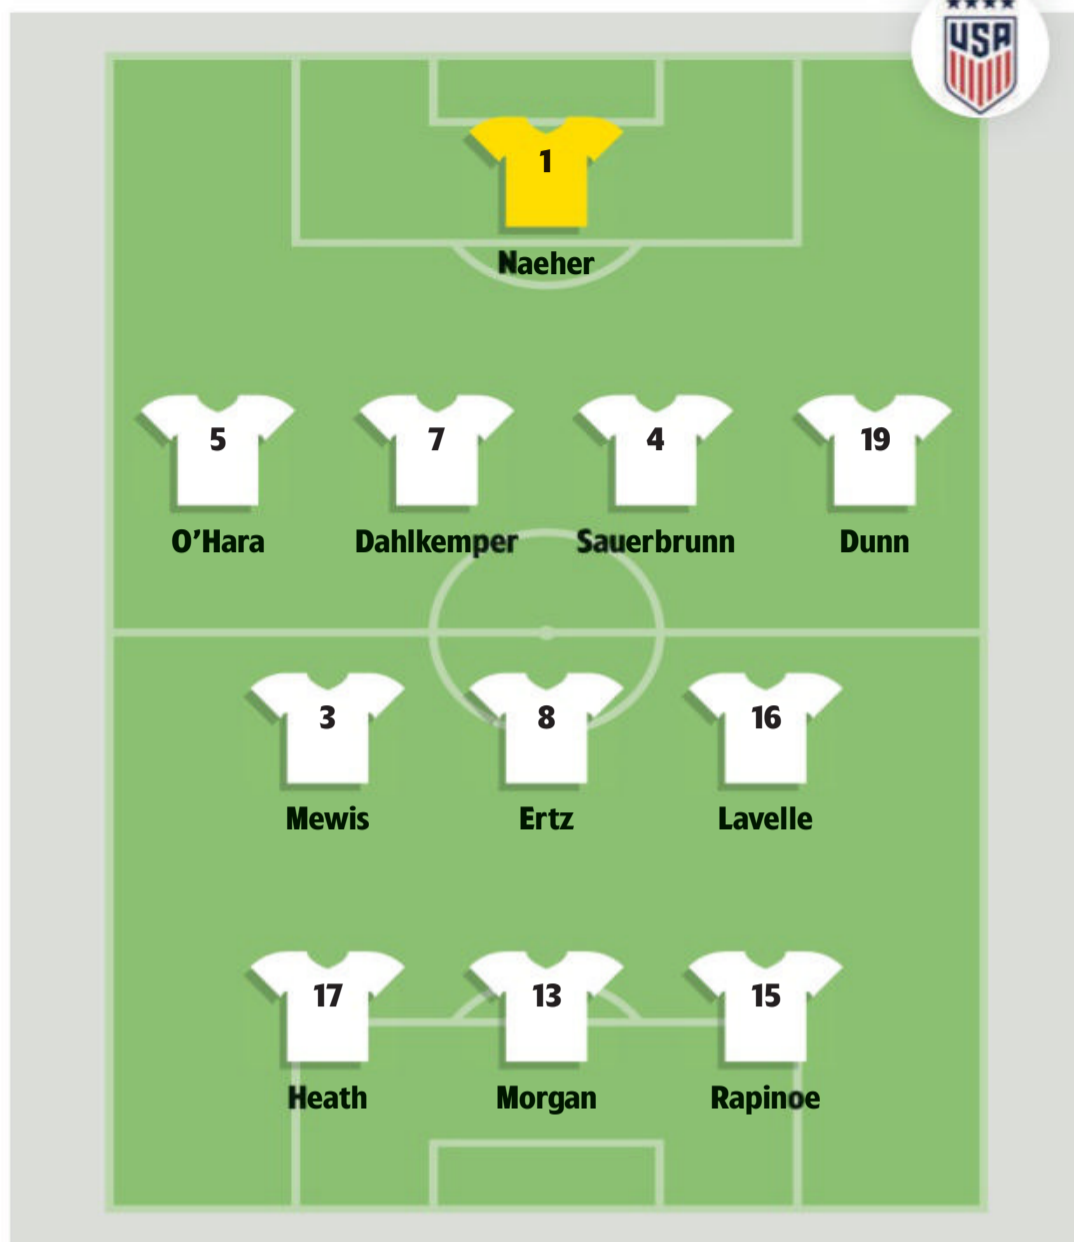 USA
1
Naeher
5 7 4 19
O’Hara Dahlkemper Sauerbrunn Dunn
3 8 16
Mewis Ertz Lavelle
17 13 15
Heath Morgan Rapinoe